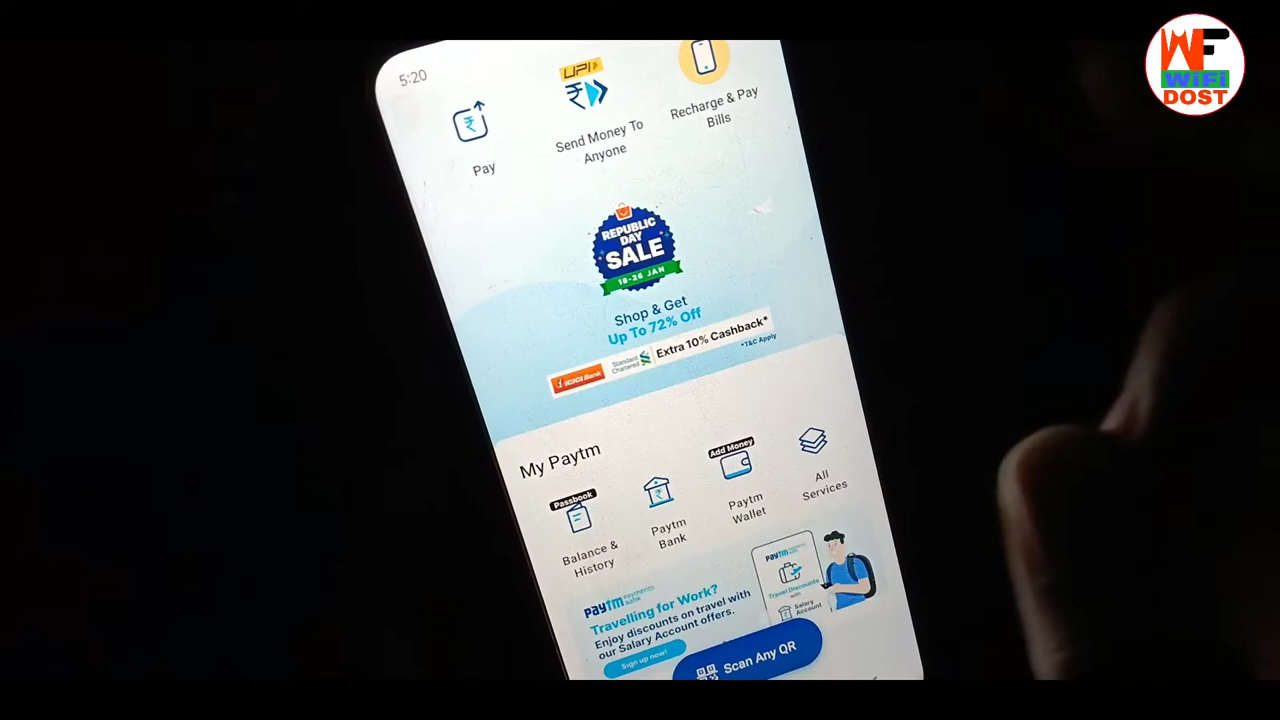 5:20
UPI
Pay
Send Money To
Anyone
Recharge & Pay
Bills
WF
WiFi
DOST
REPUBLIC
DAY
SALE
18-26 JAN
Shop & Get
Up To 72% Off
ICICI Bank
Standard
Chartered
Extra 10% Cashback*
*T&C Apply
My Paytm
Passbook
Balance &
History
Paytm
Bank
Add Money
Paytm
Wallet
All
Services
paytm payments
bank
Travelling for Work?
Enjoy discounts on travel with
our Salary Account offers.
Sign up now!
paytm payments
bank
Travel Discounts
with
Salary
Account
Scan Any QR